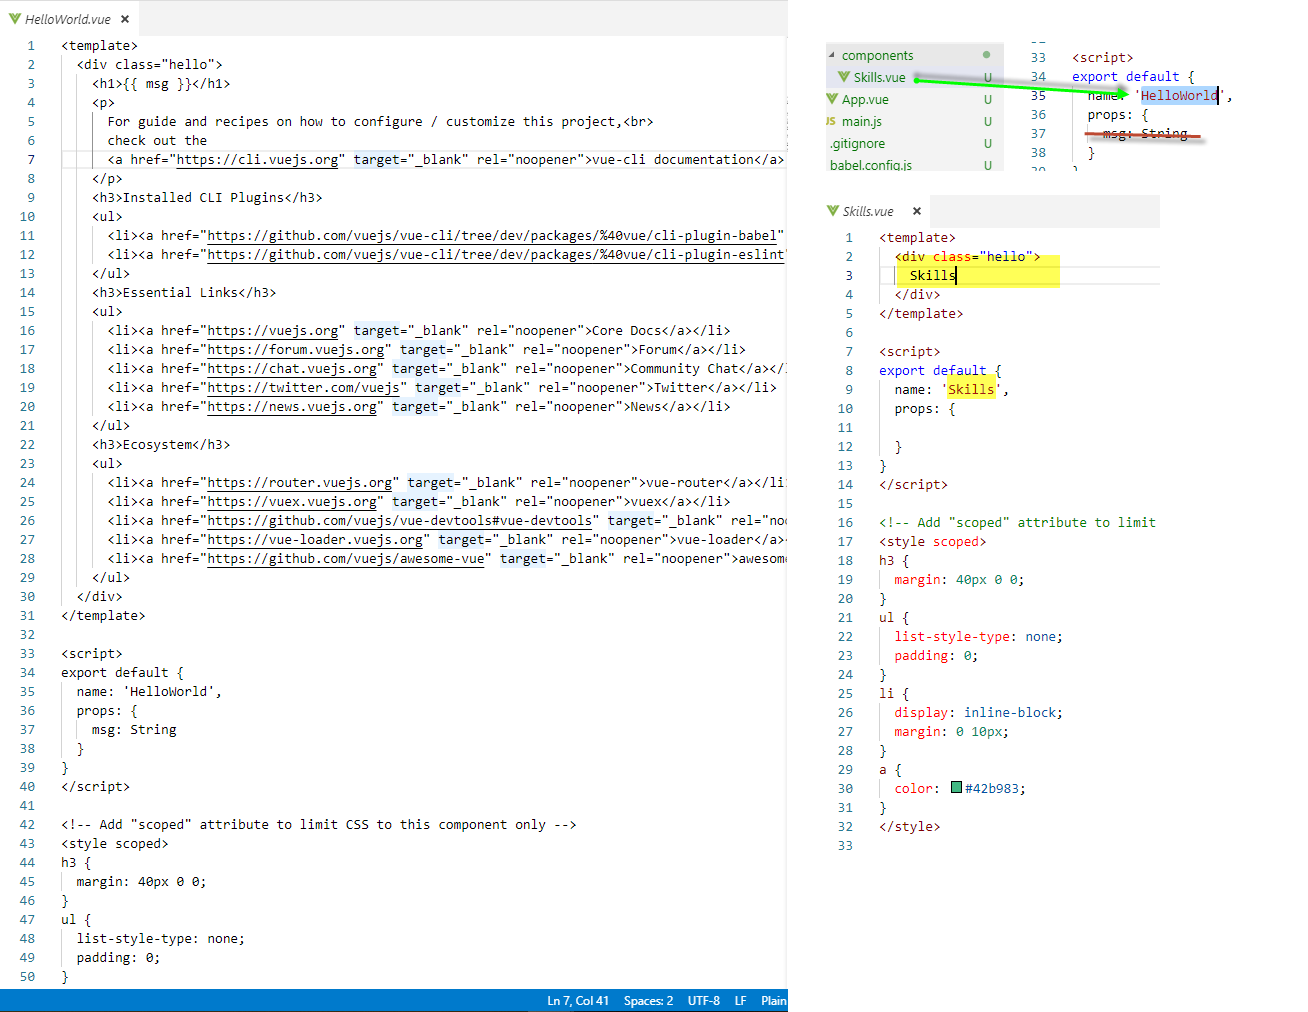 HelloWorld.vue ×
1 <template>
2 <div class="hello">
3 <h1>{{ msg }}</h1>
4 <p>
5 For guide and recipes on how to configure / customize this project,<br>
6 check out the
7 <a href="https://cli.vuejs.org" target="_blank" rel="noopener">vue-cli documentation</a>
8 </p>
9 <h3>Installed CLI Plugins</h3>
10 <ul>
11 <li><a href="https://github.com/vuejs/vue-cli/tree/dev/packages/%40vue/cli-plugin-babel"
12 <li><a href="https://github.com/vuejs/vue-cli/tree/dev/packages/%40vue/cli-plugin-eslint"
13 </ul>
14 <h3>Essential Links</h3>
15 <ul>
16 <li><a href="https://vuejs.org" target="_blank" rel="noopener">Core Docs</a></li>
17 <li><a href="https://forum.vuejs.org" target="_blank" rel="noopener">Forum</a></li>
18 <li><a href="https://chat.vuejs.org" target="_blank" rel="noopener">Community Chat</a></l
19 <li><a href="https://twitter.com/vuejs" target="_blank" rel="noopener">Twitter</a></li>
20 <li><a href="https://news.vuejs.org" target="_blank" rel="noopener">News</a></li>
21 </ul>
22 <h3>Ecosystem</h3>
23 <ul>
24 <li><a href="https://router.vuejs.org" target="_blank" rel="noopener">vue-router</a></li
25 <li><a href="https://vuex.vuejs.org" target="_blank" rel="noopener">vuex</a></li>
26 <li><a href="https://github.com/vuejs/vue-devtools#vue-devtools" target="_blank" rel="noo
27 <li><a href="https://vue-loader.vuejs.org" target="_blank" rel="noopener">vue-loader</a>
28 <li><a href="https://github.com/vuejs/awesome-vue" target="_blank" rel="noopener">awesome
29 </ul>
30 </div>
31 </template>
32
33 <script>
34 export default {
35 name: 'HelloWorld',
36 props: {
37 msg: String
38 }
39 }
40 </script>
41
42 <!-- Add "scoped" attribute to limit CSS to this component only -->
43 <style scoped>
44 h3 {
45 margin: 40px 0 0;
46 }
47 ul {
48 list-style-type: none;
49 padding: 0;
50 }
Ln 7, Col 41 Spaces: 2 UTF-8 LF Plain
components
Skills.vue U
App.vue U
JS main.js U
.gitignore U
babel.config.js U
33 <script>
34 export default {
35 name: 'HelloWorld',
36 props: {
37 msg: String
38 }
Skills.vue ×
1 <template>
2 <div class="hello">
3 Skills
4 </div>
5 </template>
6
7 <script>
8 export default {
9 name: 'Skills',
10 props: {
11
12 }
13 }
14 </script>
15
16 <!-- Add "scoped" attribute to limit
17 <style scoped>
18 h3 {
19 margin: 40px 0 0;
20 }
21 ul {
22 list-style-type: none;
23 padding: 0;
24 }
25 li {
26 display: inline-block;
27 margin: 0 10px;
28 }
29 a {
30 color: #42b983;
31 }
32 </style>
33